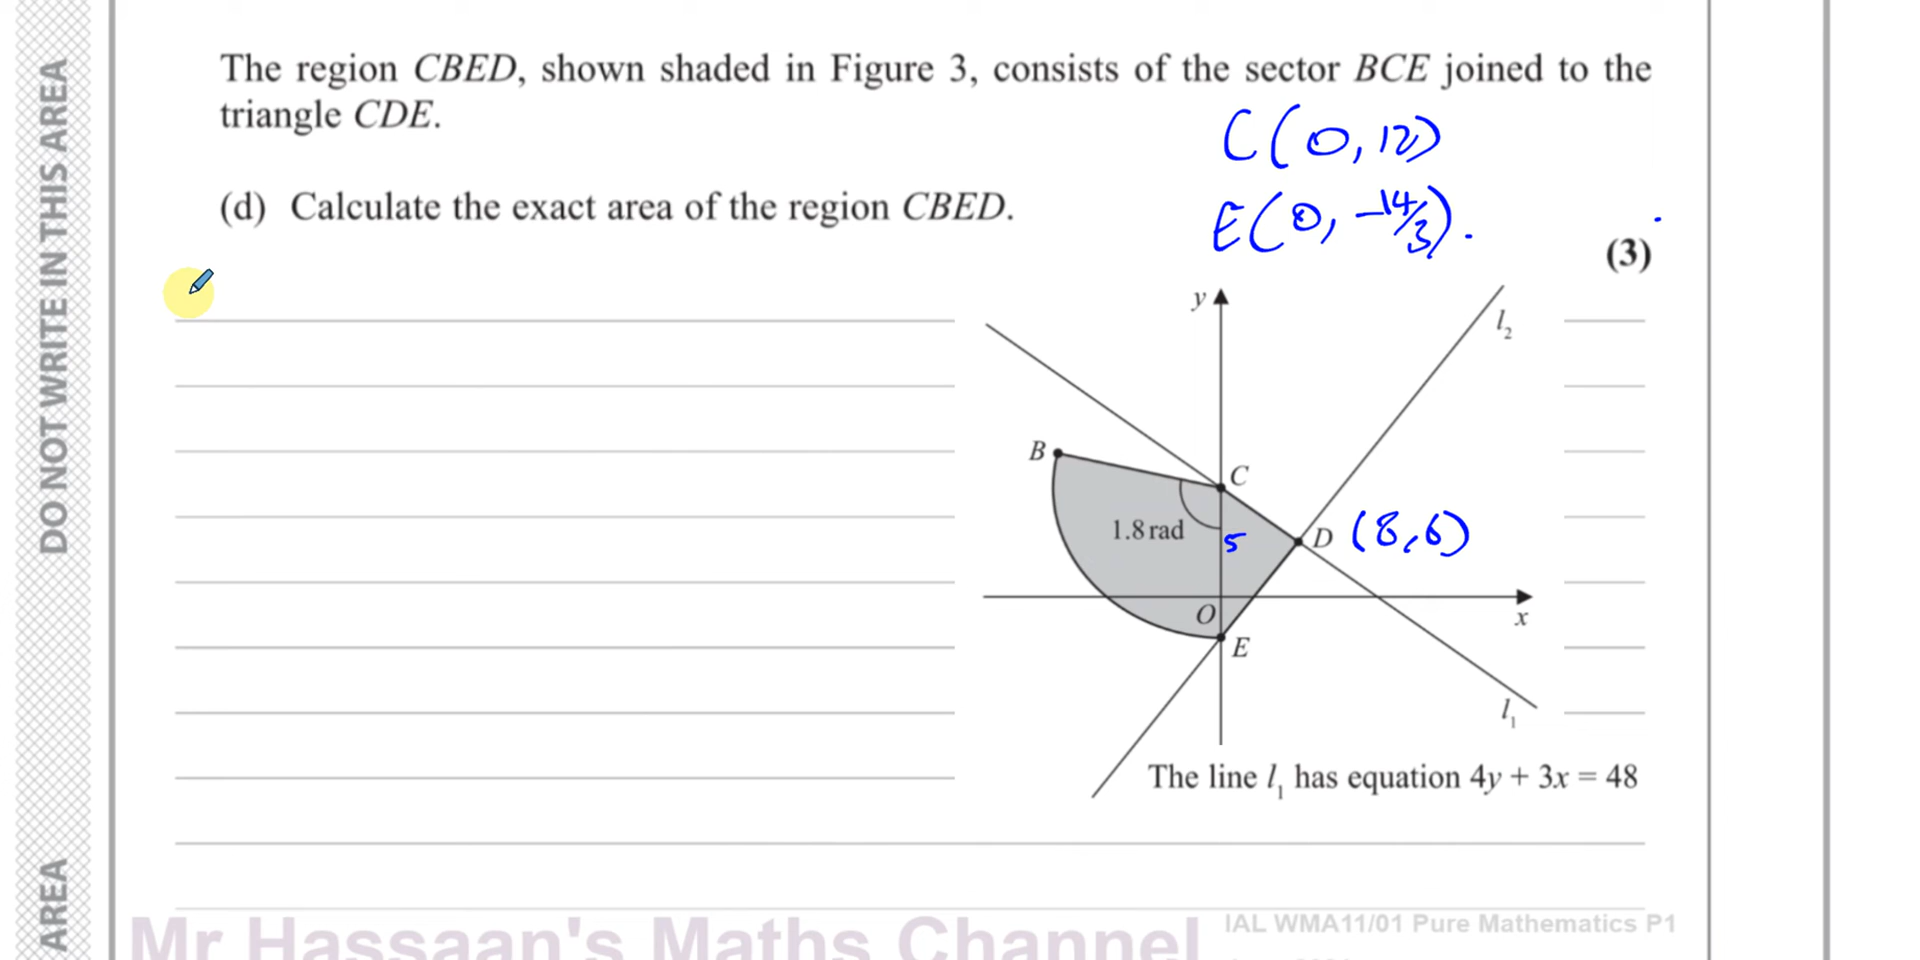 DO NOT WRITE IN THIS AREA
AREA
The region CBED, shown shaded in Figure 3, consists of the sector BCE joined to the
triangle CDE.
C(0,12)
(d) Calculate the exact area of the region CBED.
E(0, -14/3).
(3)
y
l₂
B
C
1.8 rad
5
D (8,6)
O
x
E
l₁
The line l₁ has equation 4y + 3x = 48
Mr Hassaan's Maths Channel
IAL WMA11/01 Pure Mathematics P1